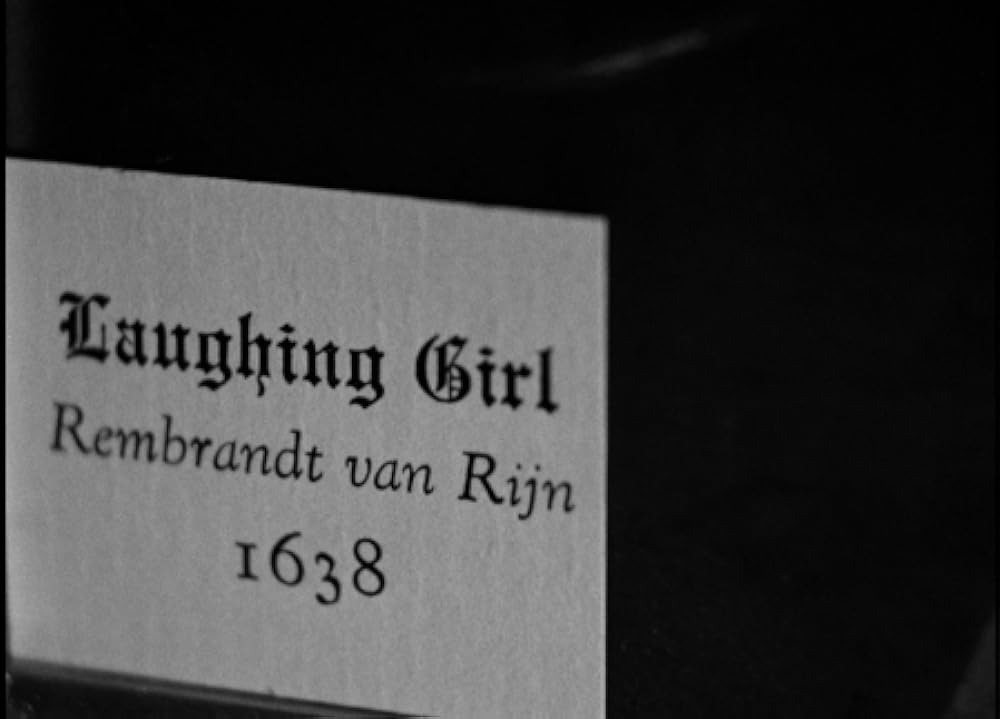 Laughing Girl
Rembrandt van Rijn
1638